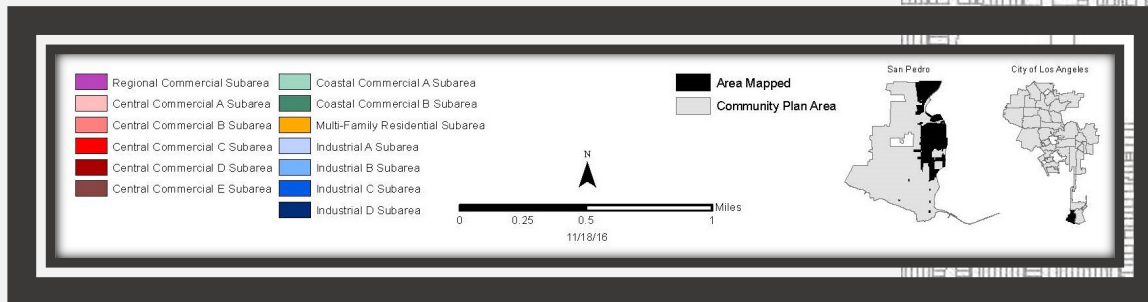 Regional Commercial Subarea
Central Commercial A Subarea
Central Commercial B Subarea
Central Commercial C Subarea
Central Commercial D Subarea
Central Commercial E Subarea
Coastal Commercial A Subarea
Coastal Commercial B Subarea
Multi-Family Residential Subarea
Industrial A Subarea
Industrial B Subarea
Industrial C Subarea
Industrial D Subarea
N
0 0.25 0.5 1 Miles
11/18/16
Area Mapped
Community Plan Area
San Pedro
City of Los Angeles